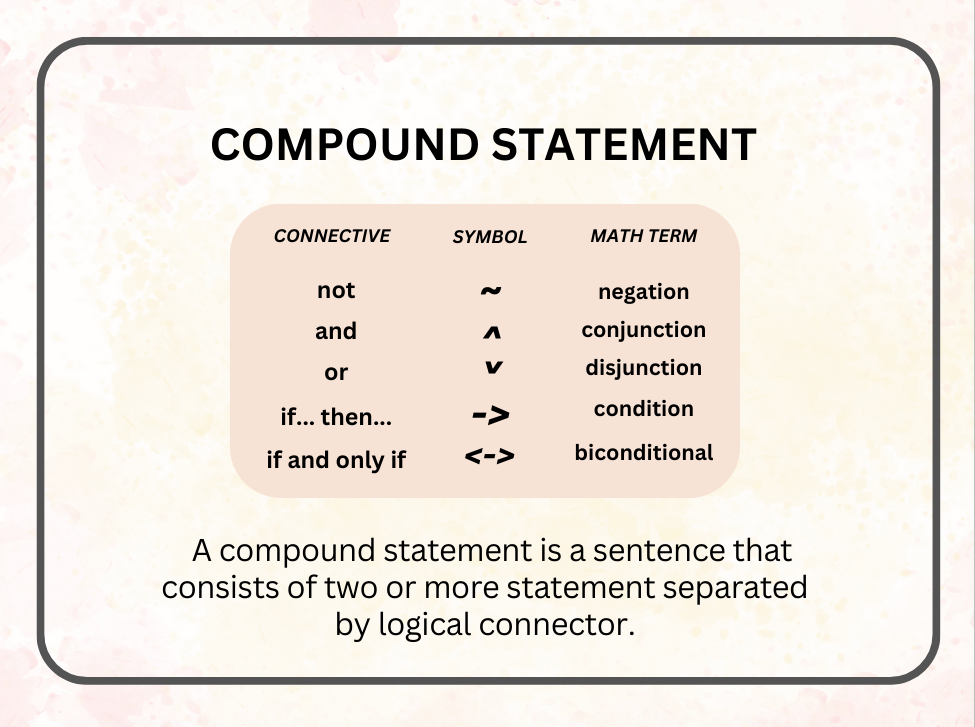 COMPOUND STATEMENT
CONNECTIVE SYMBOL MATH TERM
not ~ negation
and ʌ conjunction
or v disjunction
if... then... -> condition
if and only if <-> biconditional
A compound statement is a sentence that
consists of two or more statement separated
by logical connector.